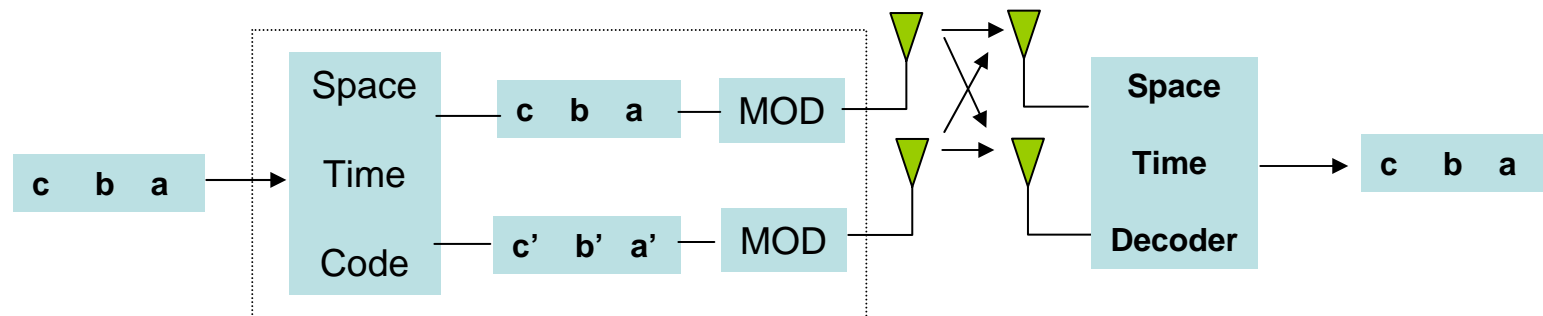 c b a
Space
Time
Code
c b a
MOD
c’ b’ a’
MOD
Space
Time
Decoder
c b a